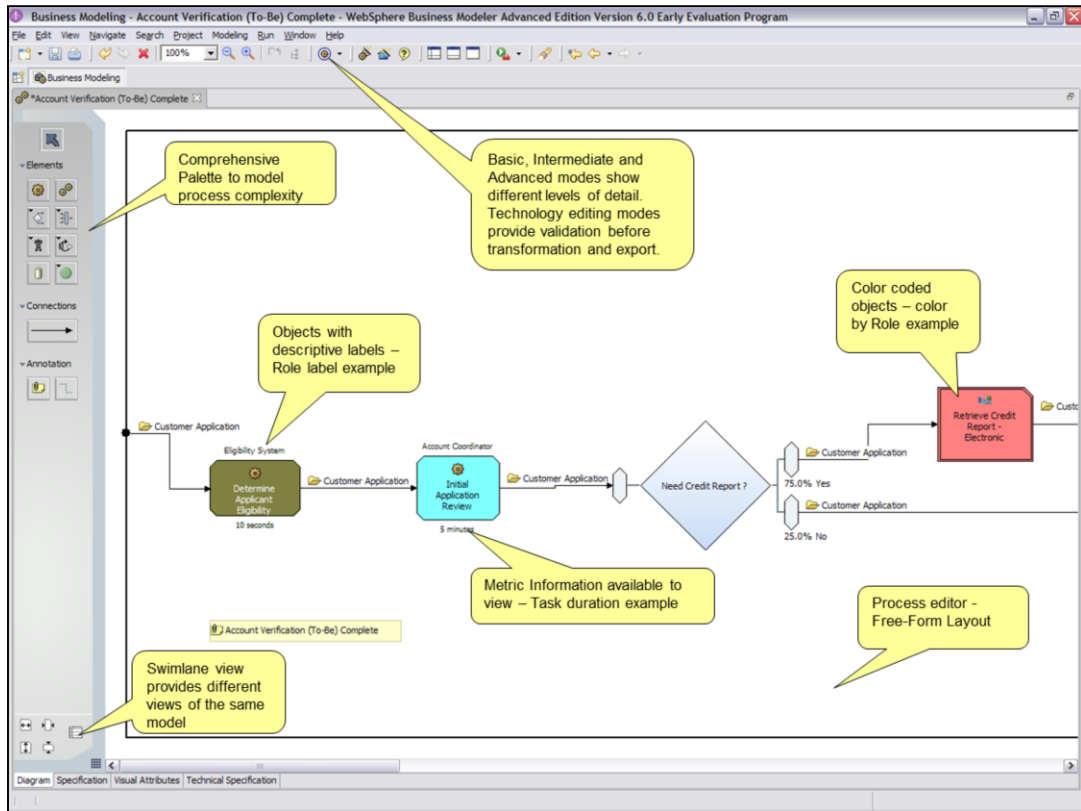 Business Modeling - Account Verification (To-Be) Complete - WebSphere Business Modeler Advanced Edition Version 6.0 Early Evaluation Program
File Edit View Navigate Search Project Modeling Run Window Help
100%
Business Modeling
*Account Verification (To-Be) Complete
Elements
Connections
Annotation
Comprehensive
Palette to model
process complexity
Basic, Intermediate and
Advanced modes show
different levels of detail.
Technology editing modes
provide validation before
transformation and export.
Color coded
objects – color
by Role example
Objects with
descriptive labels –
Role label example
Customer Application
Eligibility System
Determine
Applicant
Eligibility
10 seconds
Customer Application
Account Coordinator
Initial
Application
Review
5 minutes
Customer Application
Need Credit Report ?
Customer Application
75.0% Yes
Customer Application
25.0% No
Retrieve Credit
Report -
Electronic
Custo
Metric Information available to
view – Task duration example
Process editor -
Free-Form Layout
Account Verification (To-Be) Complete
Swimlane view
provides different
views of the same
model
Diagram Specification Visual Attributes Technical Specification